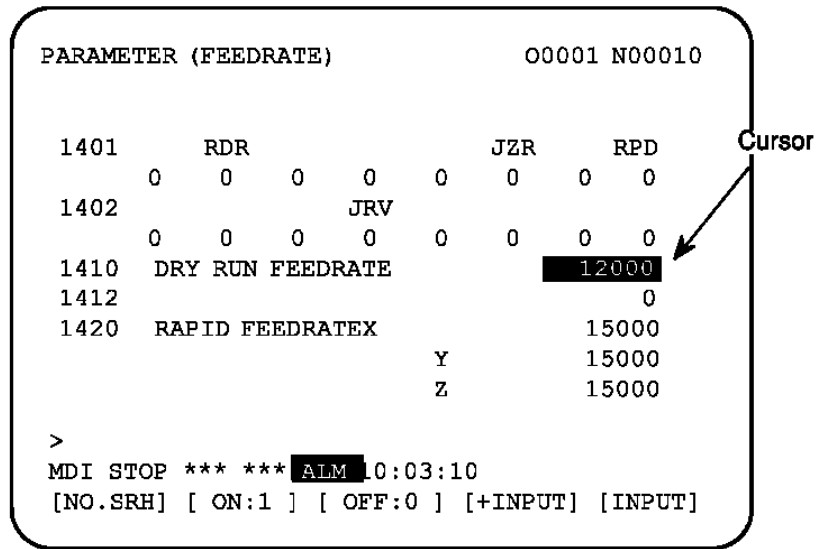 PARAMETER (FEEDRATE) O0001 N00010
1401 RDR JZR RPD
Cursor
0 0 0 0 0 0 0 0
1402 JRV
0 0 0 0 0 0 0 0
1410 DRY RUN FEEDRATE 12000
1412 0
1420 RAPID FEEDRATEX 15000
Y 15000
Z 15000
>
MDI STOP *** *** ALM 10:03:10
[NO.SRH] [ ON:1 ] [ OFF:0 ] [+INPUT] [INPUT]